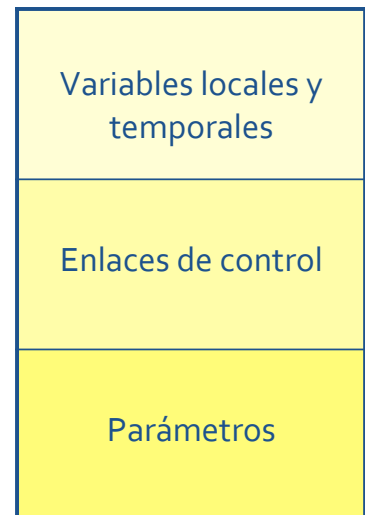 Variables locales y
temporales
Enlaces de control
Parámetros